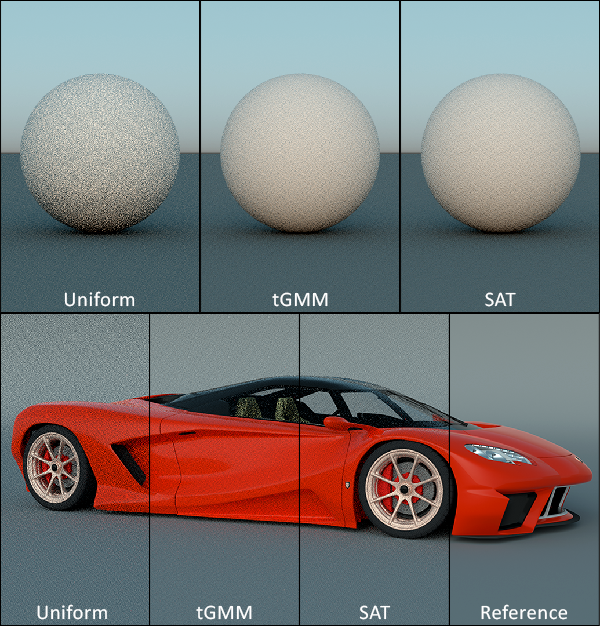 Uniform
tGMM
SAT
Uniform
tGMM
SAT
Reference